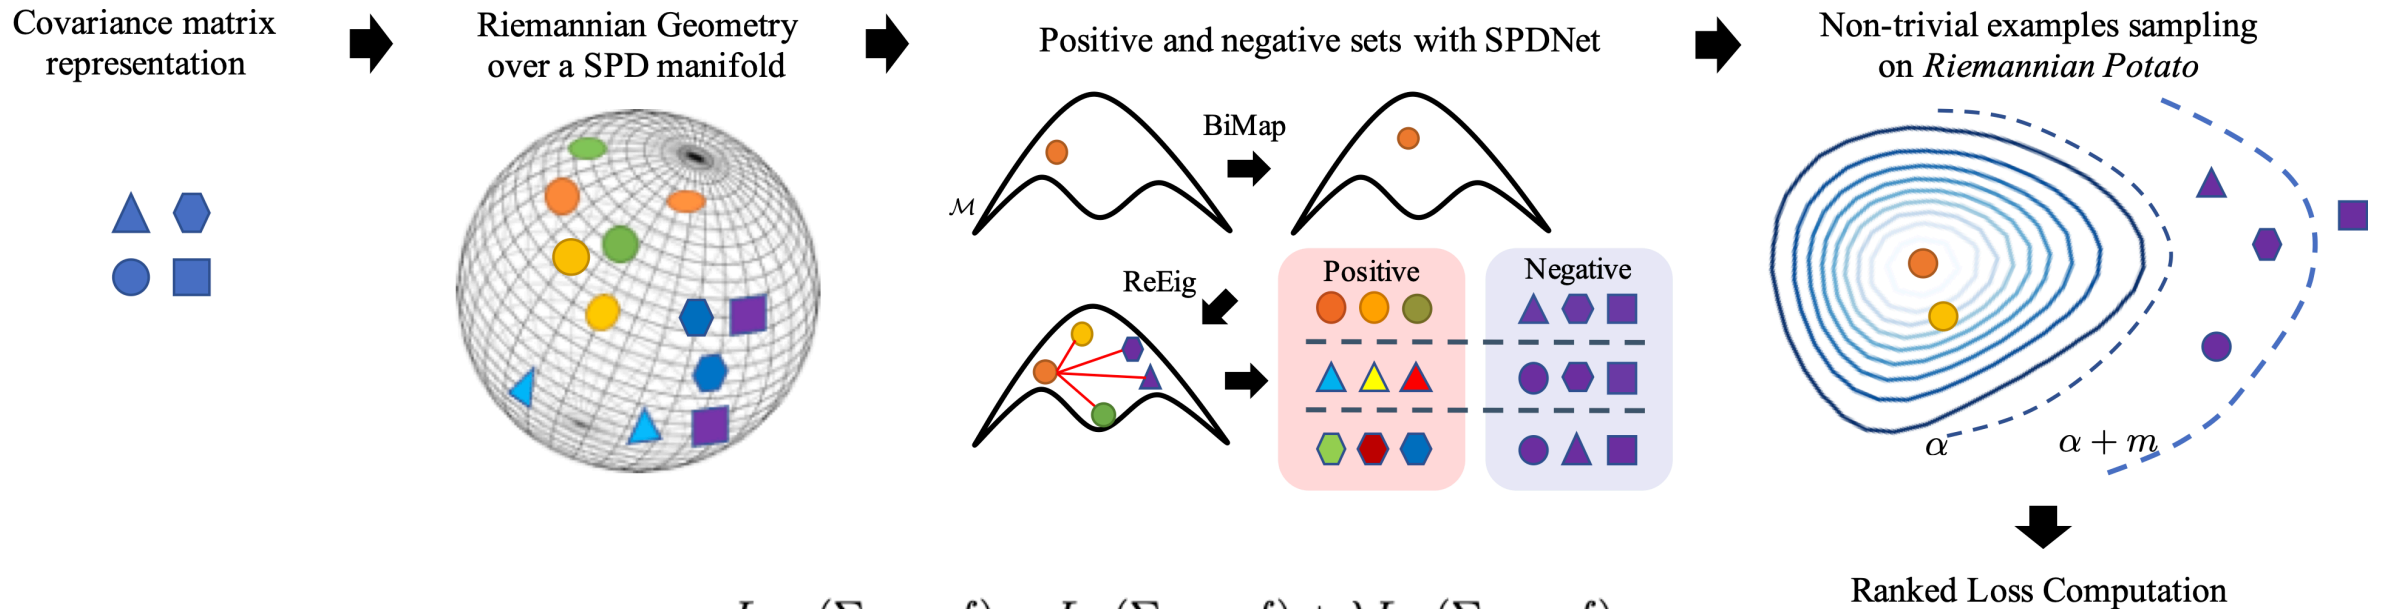 Covariance matrix
representation
Riemannian Geometry
over a SPD manifold
Positive and negative sets with SPDNet
Non-trivial examples sampling
on Riemannian Potato
BiMap
ℳ
ReEig
Positive
Negative
α
α + m
Ranked Loss Computation